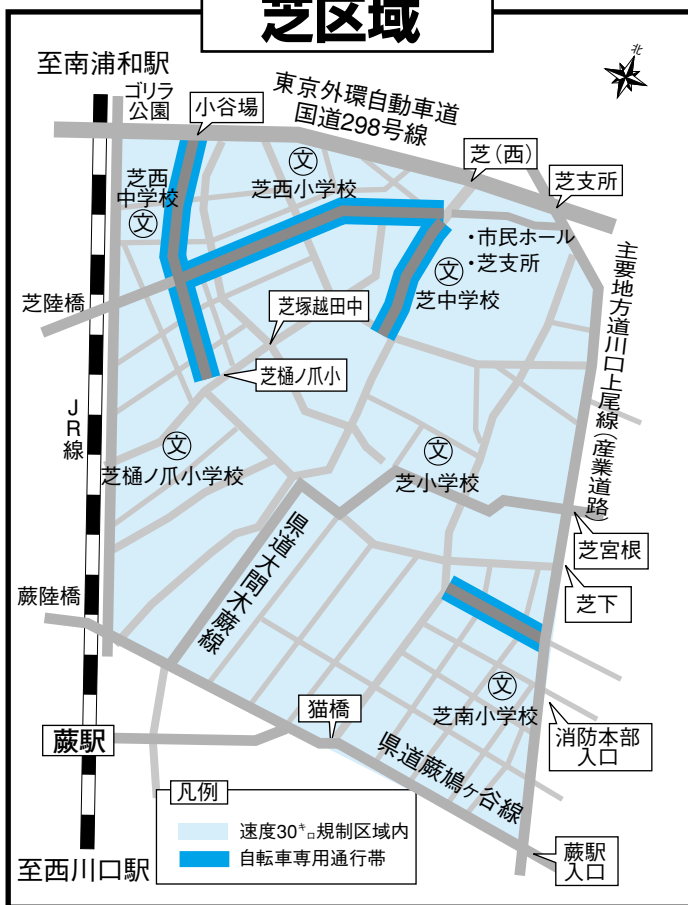 芝区域
北
至南浦和駅
ゴリラ
公園
小谷場
東京外環自動車道
国道298号線
芝(西)
芝支所
芝西
中学校
文
文
芝西小学校
・市民ホール
・芝支所
文
芝中学校
主要地方道川口上尾線(産業道路)
芝陸橋
芝塚越田中
芝樋ノ爪小
JR線
文
芝樋ノ爪小学校
文
芝小学校
県道大間木蕨線
芝宮根
芝下
蕨陸橋
文
芝南小学校
猫橋
消防本部
入口
蕨駅
県道蕨鳩ヶ谷線
凡例
速度30㌔規制区域内
自転車専用通行帯
蕨駅
入口
至西川口駅